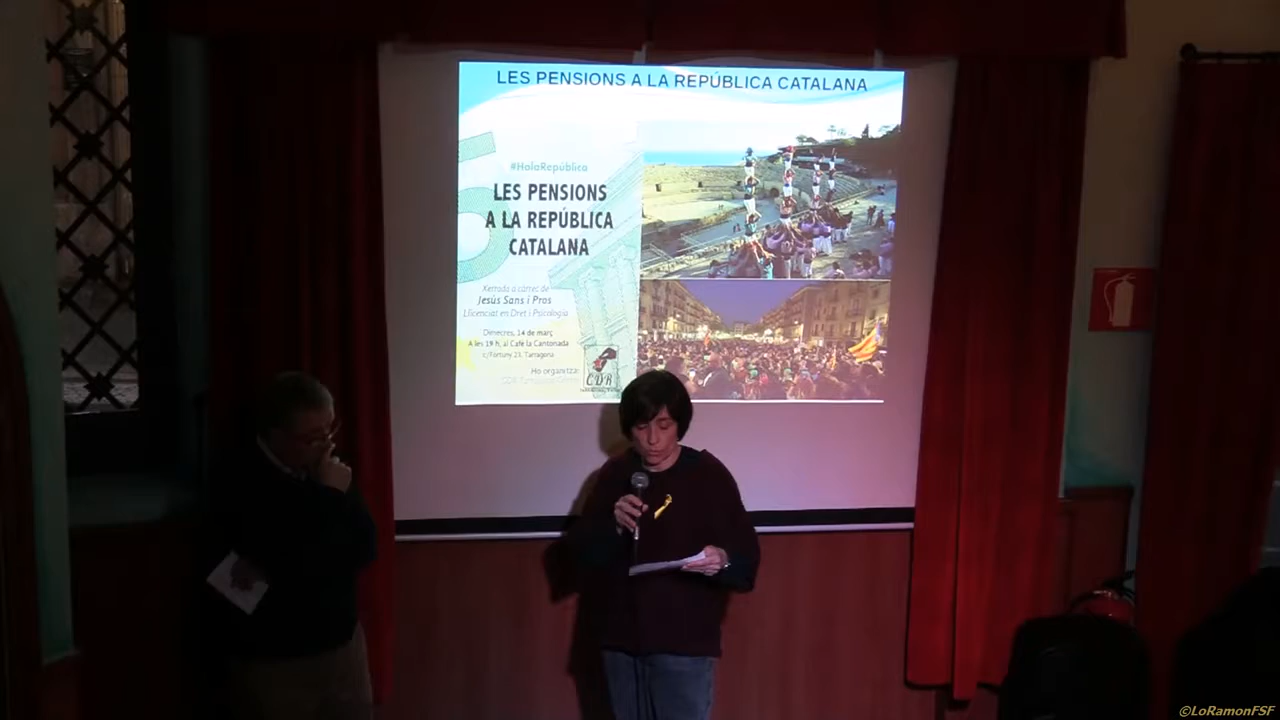 LES PENSIONS A LA REPÚBLICA CATALANA
#HolaRepública
LES PENSIONS
A LA REPÚBLICA
CATALANA
Xerrada a càrrec de
Jesús Sans i Pros
Llicenciat en Dret i Psicologia
Dimecres, 14 de març
A les 19 h, al Cafè la Cantonada
c/Fortuny 23, Tarragona
Ho organitza:
CDR
©LoRamonFSF